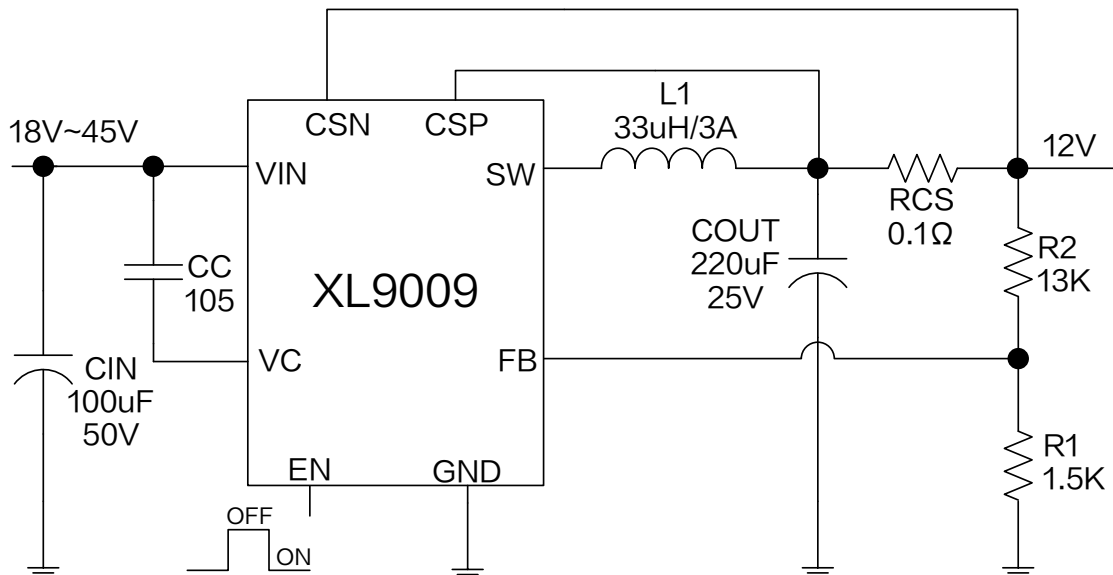 CSN
CSP
L1
33uH/3A
18V~45V
12V
VIN
SW
RCS
0.1Ω
COUT
220uF
25V
R2
13K
CC
105
XL9009
VC
FB
CIN
100uF
50V
EN
GND
R1
1.5K
OFF
ON